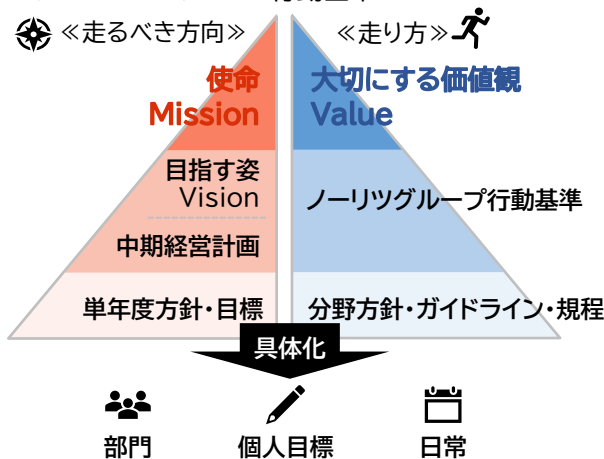 ≪走るべき方向≫
≪走り方≫
使命
Mission
大切にする価値観
Value
目指す姿
Vision
中期経営計画
ノーリツグループ行動基準
単年度方針・目標
分野方針・ガイドライン・規程
具体化
部門
個人目標
日常